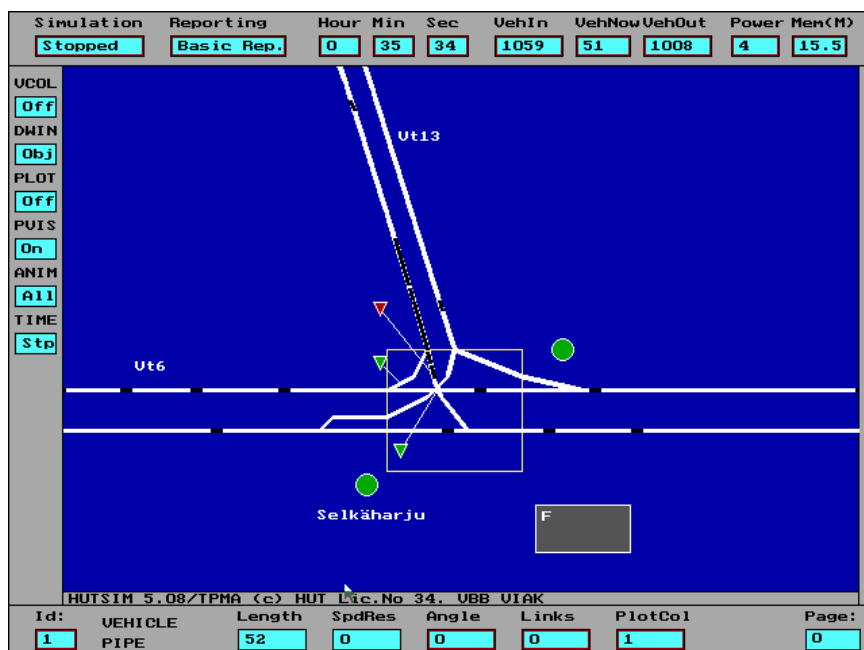 Simulation Reporting Hour Min Sec VehIn VehNow VehOut Power Mem(M)
Stopped Basic Rep. 0 35 34 1059 51 1008 4 15.5
VCOL
Off
DWIN
Obj
PLOT
Off
PVIS
On
ANIM
All
TIME
Stp
Vt13
Vt6
Selkäharju
F
HUTSIM 5.08/TPMA (c) HUT Lic.No 34. VBB VIAK
Id: VEHICLE Length SpdRes Angle Links PlotCol Page:
1 PIPE 52 0 0 0 1 0